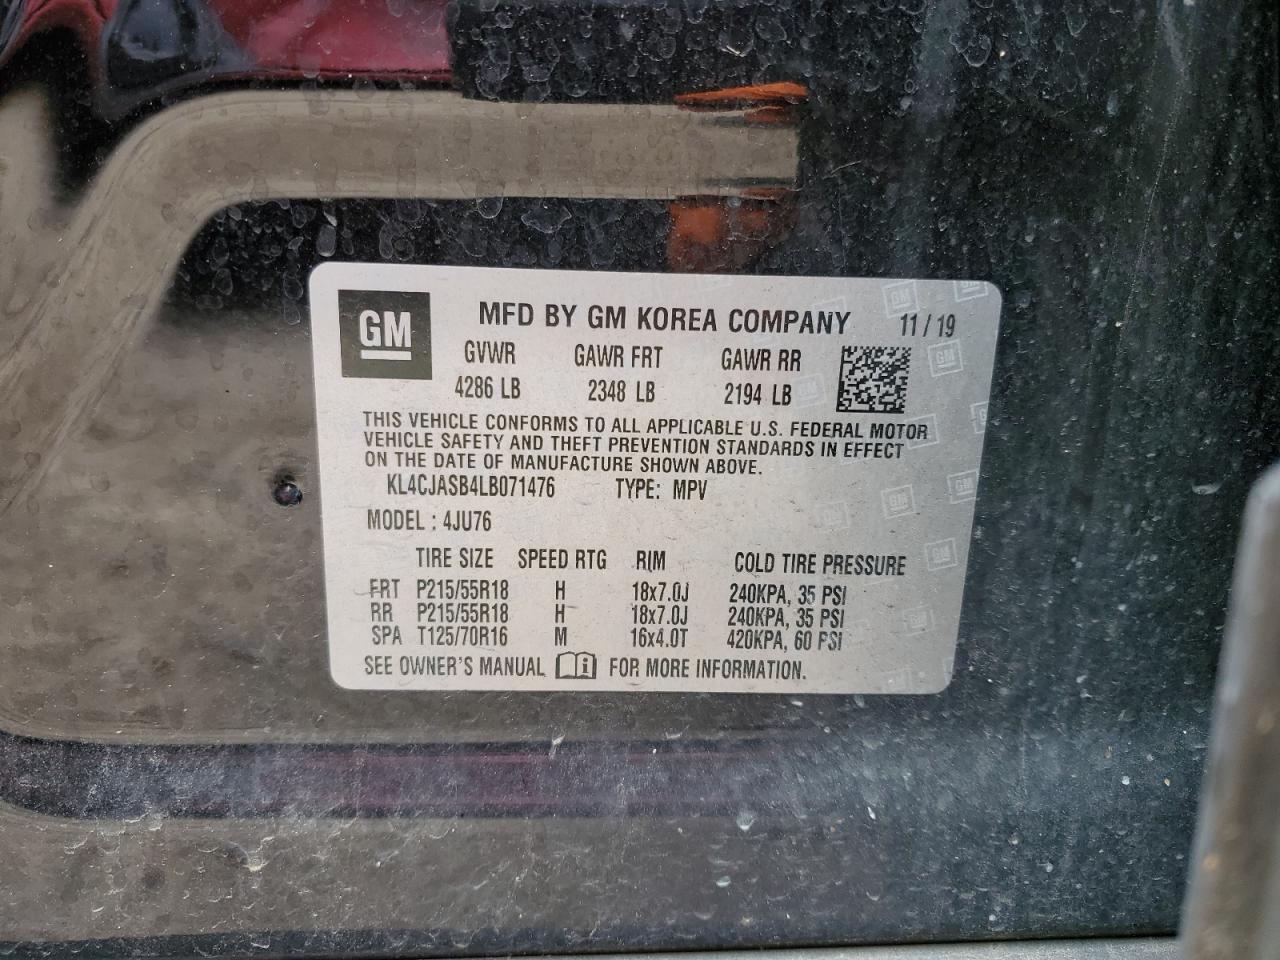 GM
MFD BY GM KOREA COMPANY 11 / 19
GVWR GAWR FRT GAWR RR
4286 LB 2348 LB 2194 LB
THIS VEHICLE CONFORMS TO ALL APPLICABLE U.S. FEDERAL MOTOR
VEHICLE SAFETY AND THEFT PREVENTION STANDARDS IN EFFECT
ON THE DATE OF MANUFACTURE SHOWN ABOVE.
KL4CJASB4LB071476 TYPE: MPV
MODEL : 4JU76
TIRE SIZE SPEED RTG RIM COLD TIRE PRESSURE
FRT P215/55R18 H 18x7.0J 240KPA, 35 PSI
RR P215/55R18 H 18x7.0J 240KPA, 35 PSI
SPA T125/70R16 M 16x4.0T 420KPA, 60 PSI
SEE OWNER'S MANUAL i FOR MORE INFORMATION.